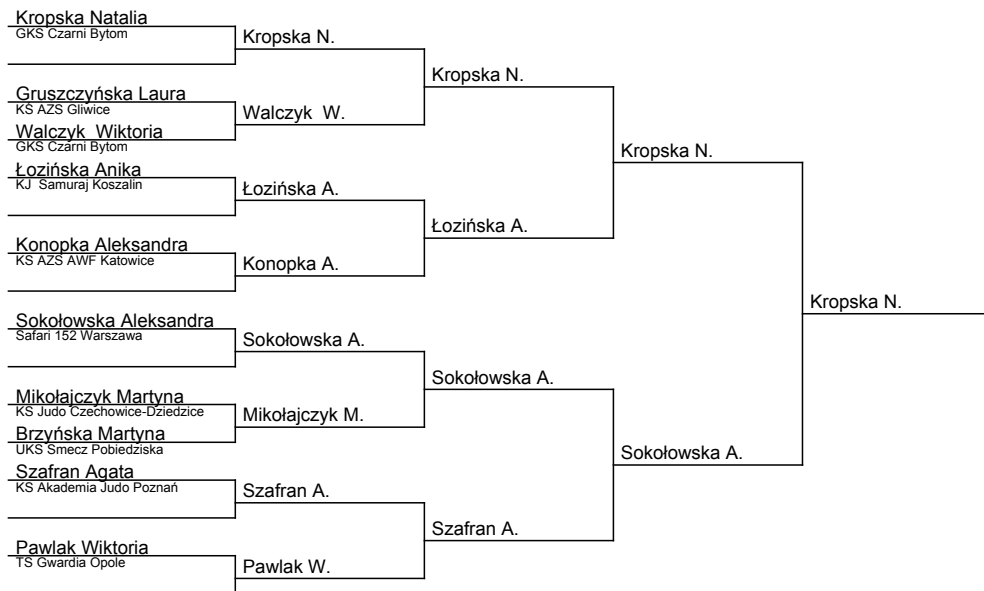 Kropska Natalia
GKS Czarni Bytom
Kropska N.
Kropska N.
Gruszczyńska Laura
KS AZS Gliwice
Walczyk  W.
Walczyk  Wiktoria
GKS Czarni Bytom
Kropska N.
Łozińska Anika
KJ  Samuraj Koszalin
Łozińska A.
Łozińska A.
Konopka Aleksandra
KS AZS AWF Katowice
Konopka A.
Kropska N.
Sokołowska Aleksandra
Safari 152 Warszawa
Sokołowska A.
Sokołowska A.
Mikołajczyk Martyna
KS Judo Czechowice-Dziedzice
Mikołajczyk M.
Brzyńska Martyna
UKS Smecz Pobiedziska
Sokołowska A.
Szafran Agata
KS Akademia Judo Poznań
Szafran A.
Szafran A.
Pawlak Wiktoria
TS Gwardia Opole
Pawlak W.